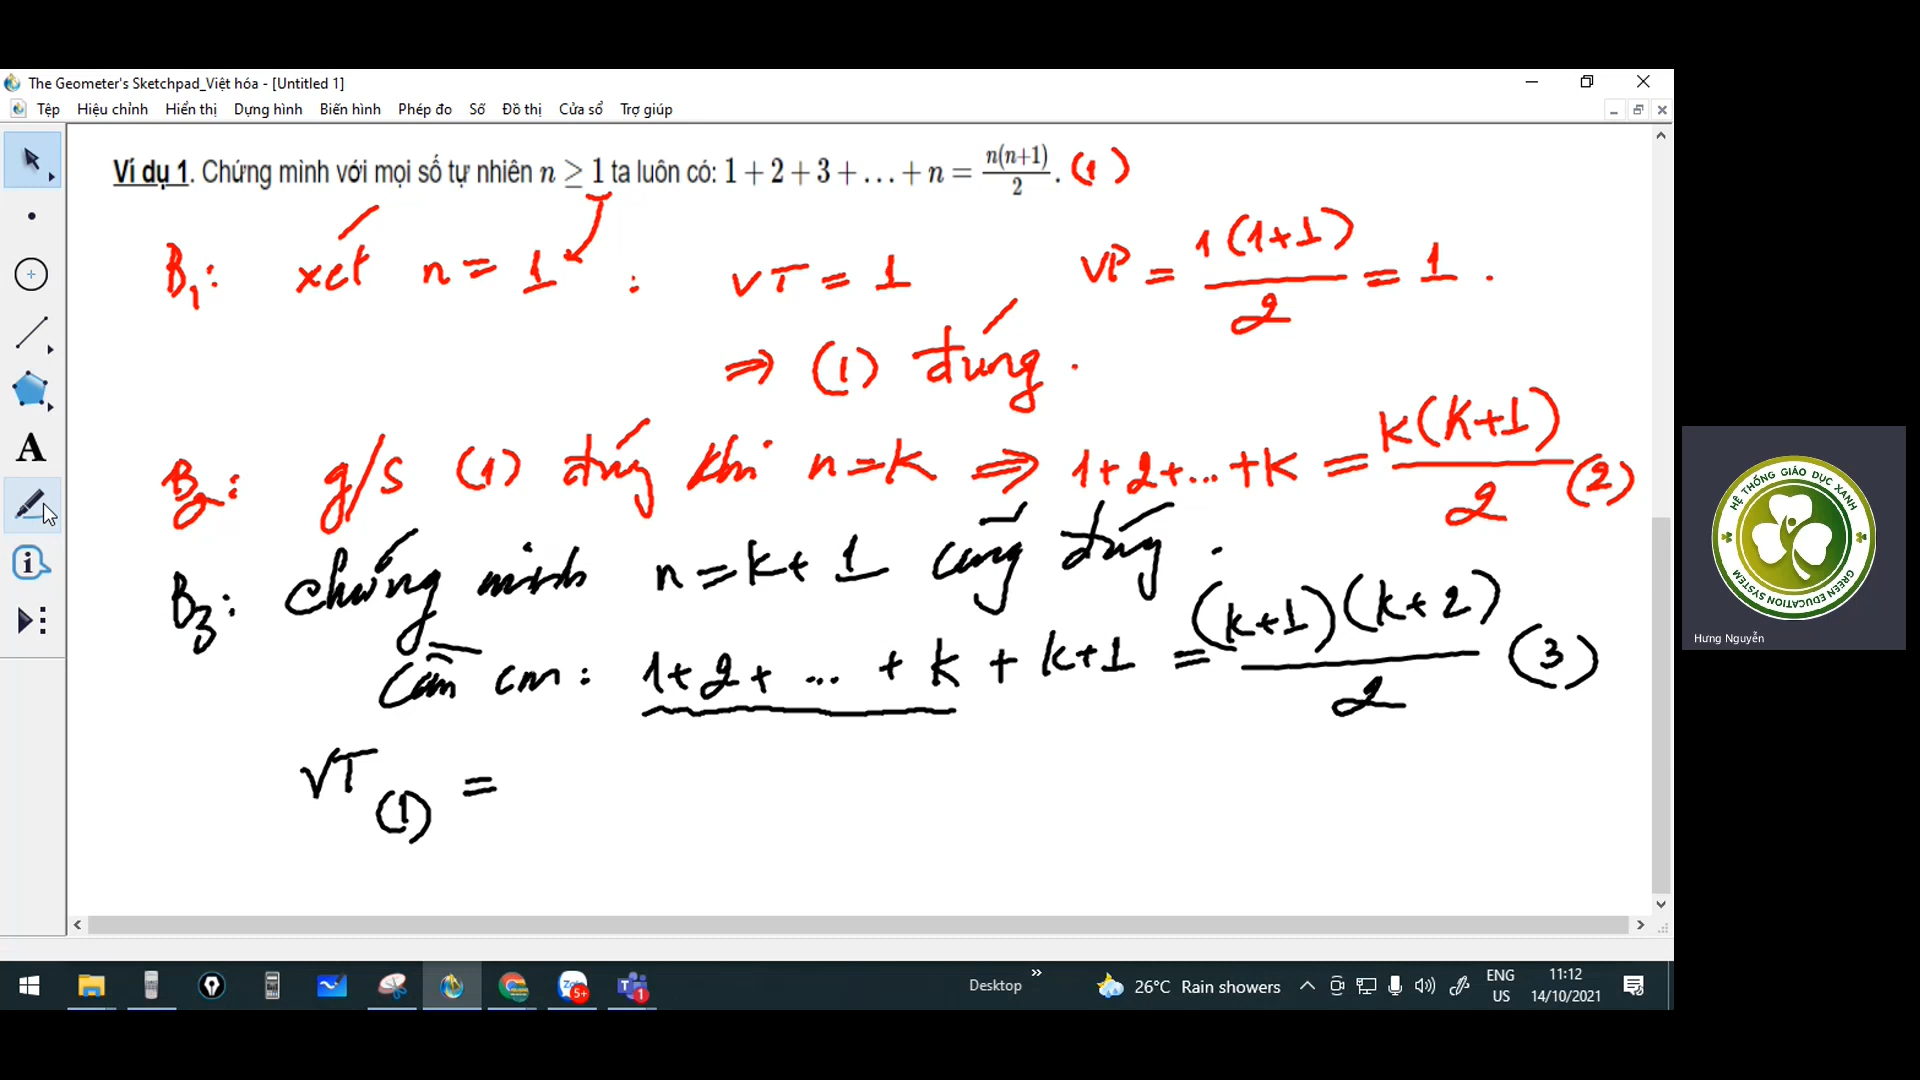 The Geometer's Sketchpad_Việt hóa - [Untitled 1]
Tệp Hiệu chỉnh Hiển thị Dựng hình Biến hình Phép đo Số Đồ thị Cửa sổ Trợ giúp
Ví dụ 1. Chứng minh với mọi số tự nhiên n ≥ 1 ta luôn có: 1 + 2 + 3 + … + n = n(n+1)/2. (1)
B1: xét n = 1 : VT = 1 VP = 1(1+1)/2 = 1.
⇒ (1) đúng.
B2: g/s (1) đúng khi n = k ⇒ 1+2+...+k = k(k+1)/2 (2)
B3: chứng minh n = k+1 cũng đúng.
Cần cm: 1+2+ ... + k + k+1 = (k+1)(k+2)/2 (3)
VT(1) =
A
HỆ THỐNG GIÁO DỤC XANH
GREEN EDUCATION SYSTEM
Hưng Nguyễn
Desktop » 26°C Rain showers ENG US 11:12 14/10/2021
Zalo 5+
T 1